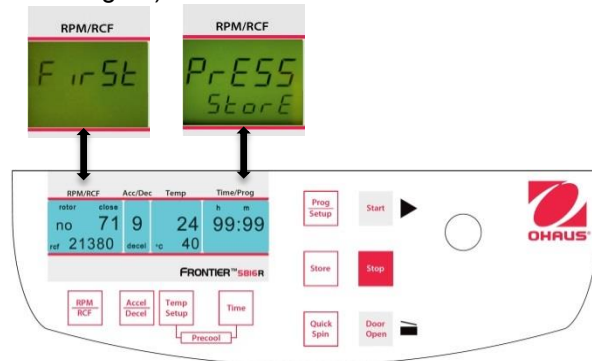 RPM/RCF
RPM/RCF
FirSt
PrESS
StorE
RPM/RCF Acc/Dec Temp Time/Prog
rotor close h m
no 71 9 24 99:99
rcf 21380 decel °C 40
FRONTIER™ 5816R
RPM
RCF
Accel
Decel
Temp
Setup
Time
Precool
Prog
Setup
Start
Store
Stop
Quick
Spin
Door
Open
OHAUS®